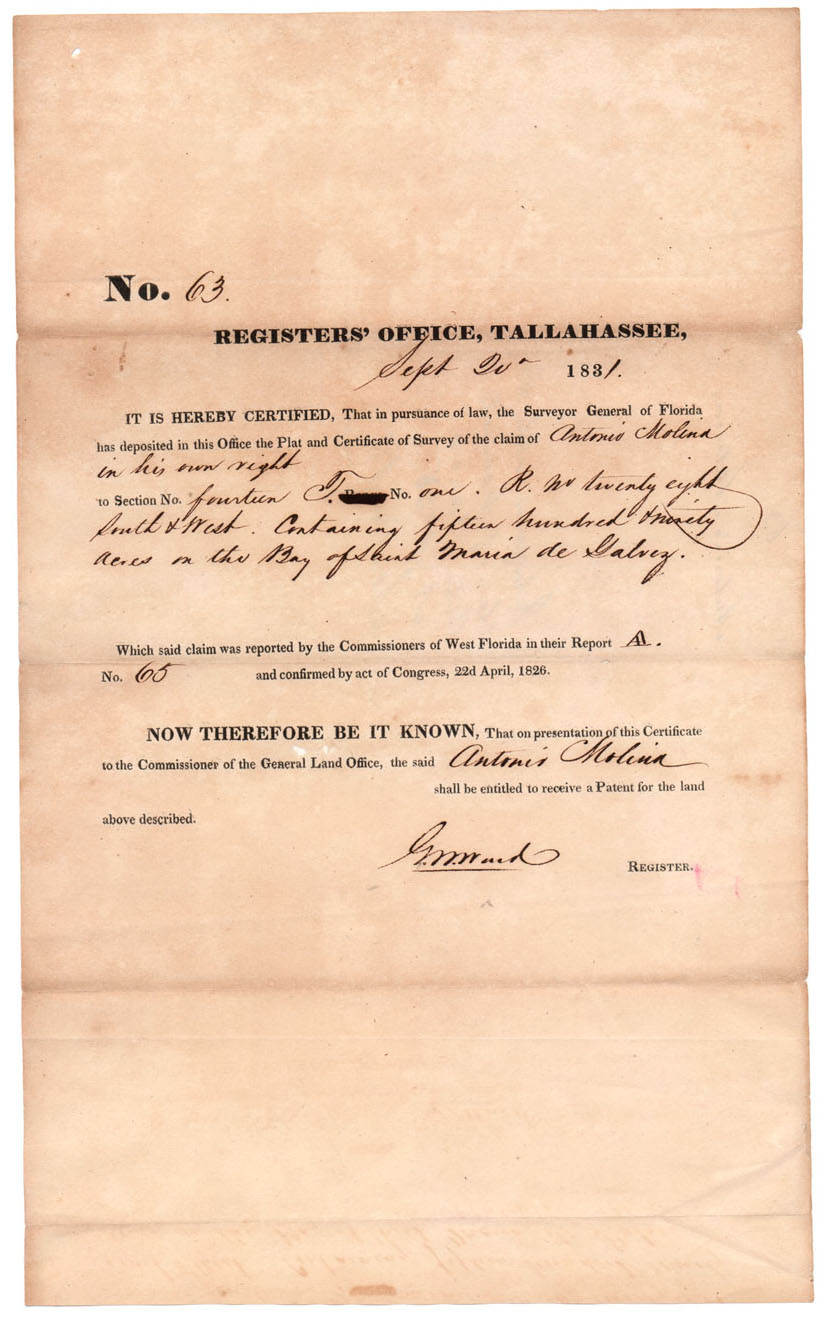 No. 63.
REGISTERS' OFFICE, TALLAHASSEE,
Sept 20 1831.
IT IS HEREBY CERTIFIED, That in pursuance of law, the Surveyor General of Florida
has deposited in this Office the Plat and Certificate of Survey of the claim of Antonio Molina
in his own right
to Section No. fourteen T. No. one. R. No twenty eight
South & West. Containing fifteen hundred & ninety
acres on the Bay of Saint Maria de Galvez.
Which said claim was reported by the Commissioners of West Florida in their Report A.
No. 65 and confirmed by act of Congress, 22d April, 1826.
NOW THEREFORE BE IT KNOWN, That on presentation of this Certificate
to the Commissioner of the General Land Office, the said Antonio Molina
shall be entitled to receive a Patent for the land
above described.
G. W. Ward REGISTER.